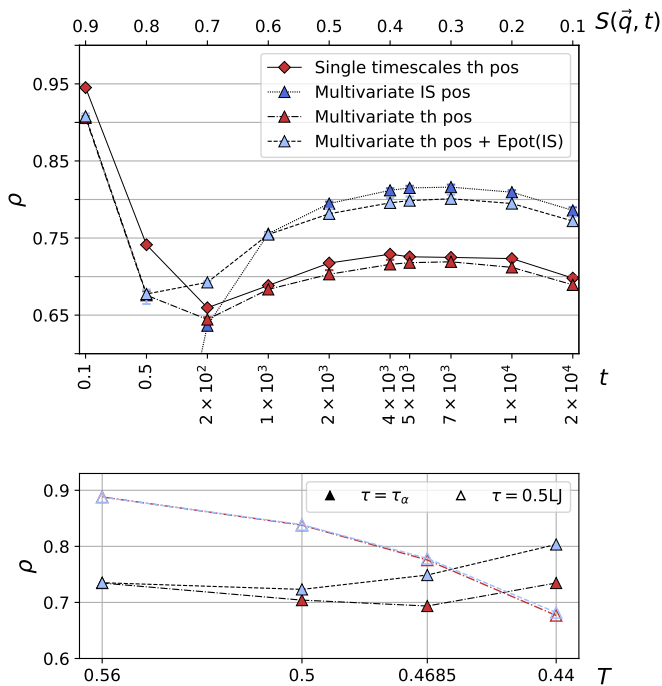 0.9 0.8 0.7 0.6 0.5 0.4 0.3 0.2 0.1 S(q⃗, t)
Single timescales th pos
Multivariate IS pos
Multivariate th pos
Multivariate th pos + Epot(IS)
0.95
0.85
0.75
0.65
ρ
0.1 0.5 2 × 10² 1 × 10³ 2 × 10³ 4 × 10³ 5 × 10³ 7 × 10³ 1 × 10⁴ 2 × 10⁴ t
τ = τα τ = 0.5LJ
0.9
0.8
0.7
0.6
ρ
0.56 0.5 0.4685 0.44 T